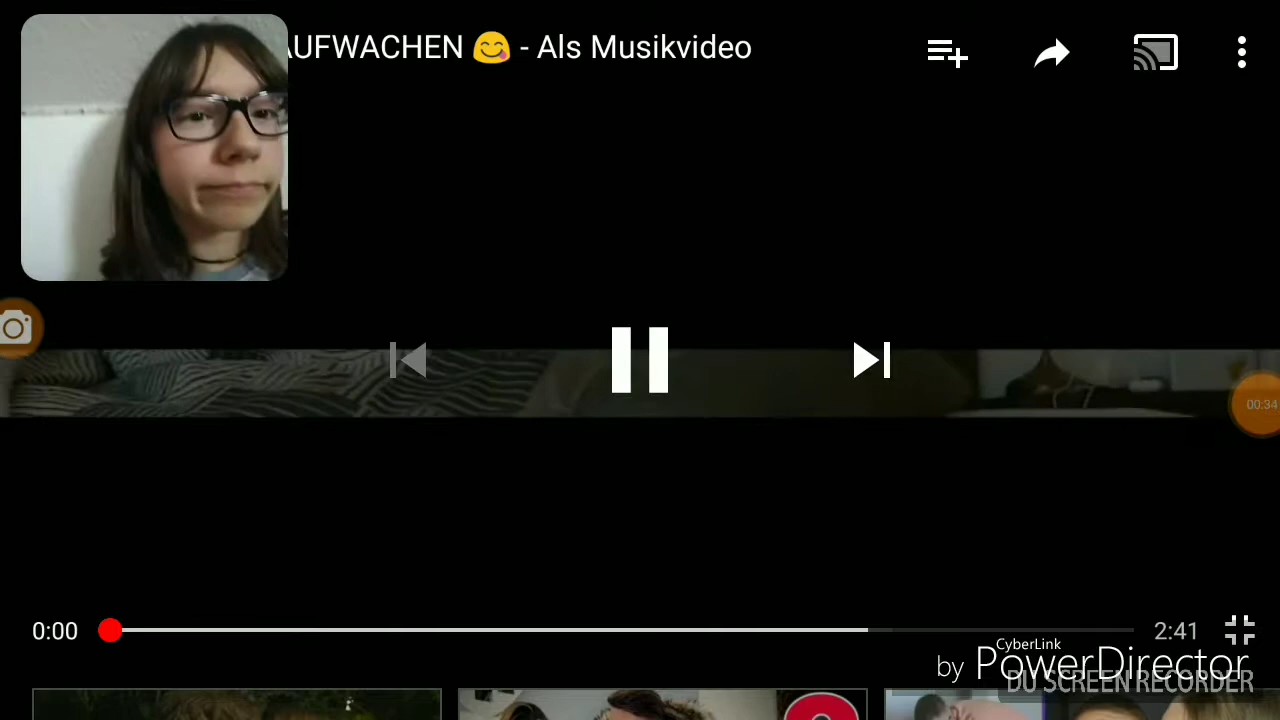 AUFWACHEN 😋 - Als Musikvideo
00:34
0:00
2:41
CyberLink
by PowerDirector
DU SCREEN RECORDER